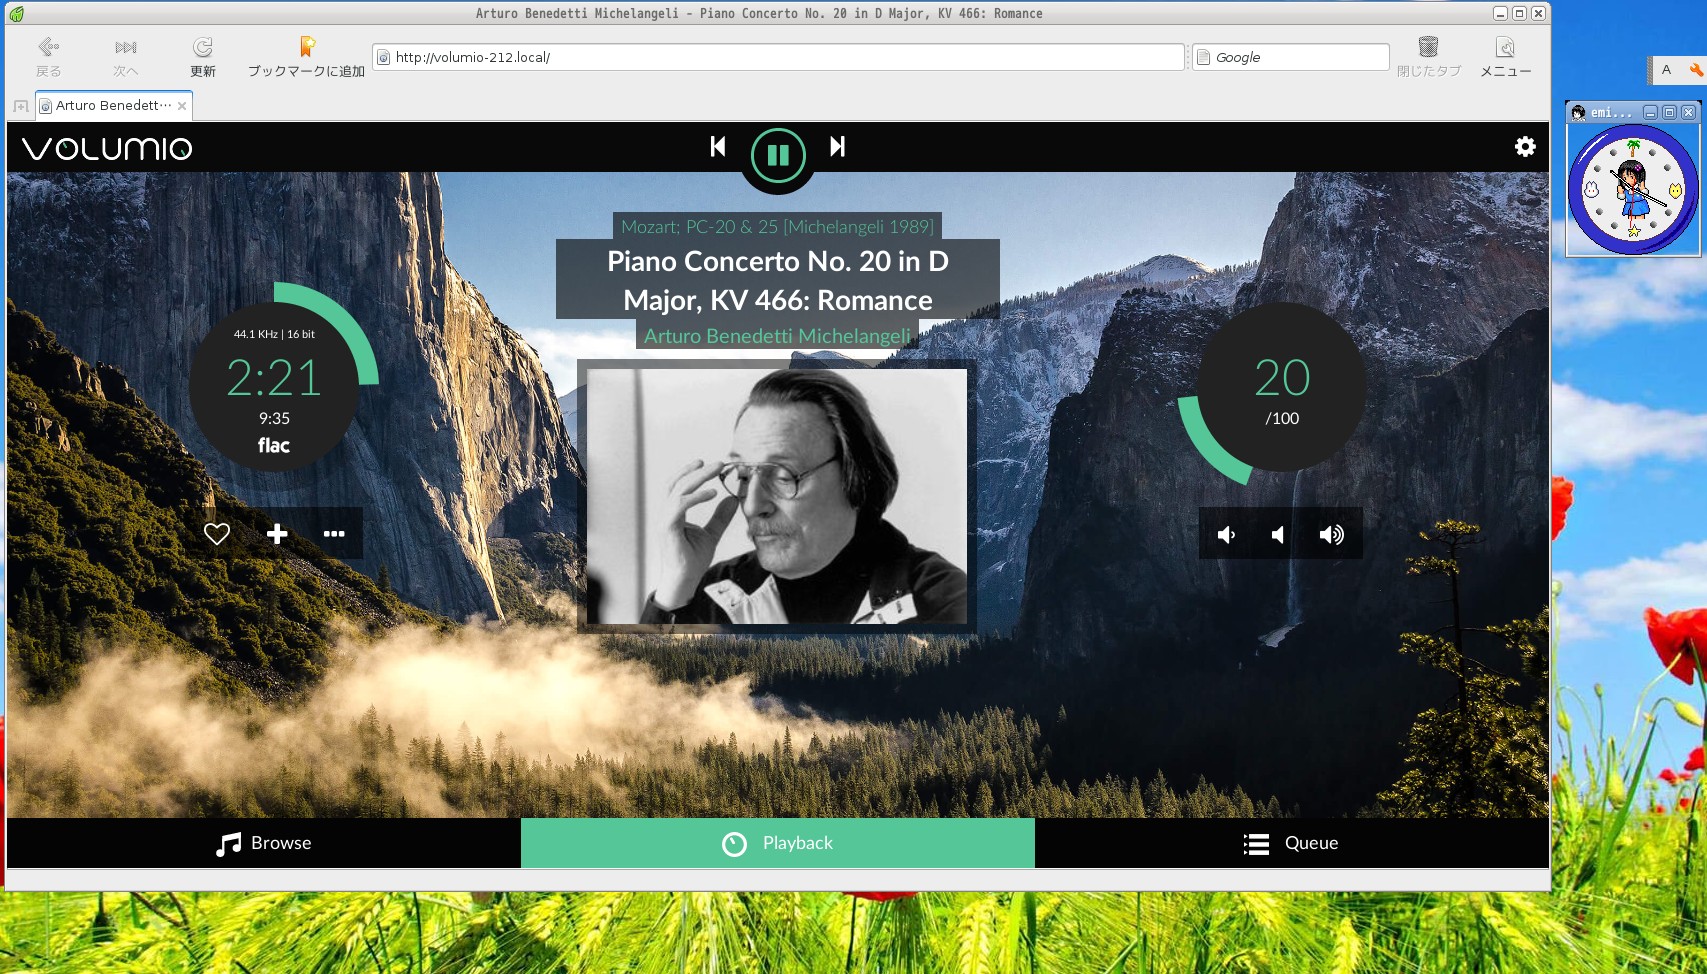 Arturo Benedetti Michelangeli - Piano Concerto No. 20 in D Major, KV 466: Romance
戻る
次へ
更新
ブックマークに追加
http://volumio-212.local/
Google
閉じたタブ
メニュー
A
Arturo Benedett…
emi...
VOLUMIO
Mozart; PC-20 & 25 [Michelangeli 1989]
Piano Concerto No. 20 in D
Major, KV 466: Romance
Arturo Benedetti Michelangeli
44.1 KHz | 16 bit
2:21
9:35
flac
20
/100
Browse
Playback
Queue